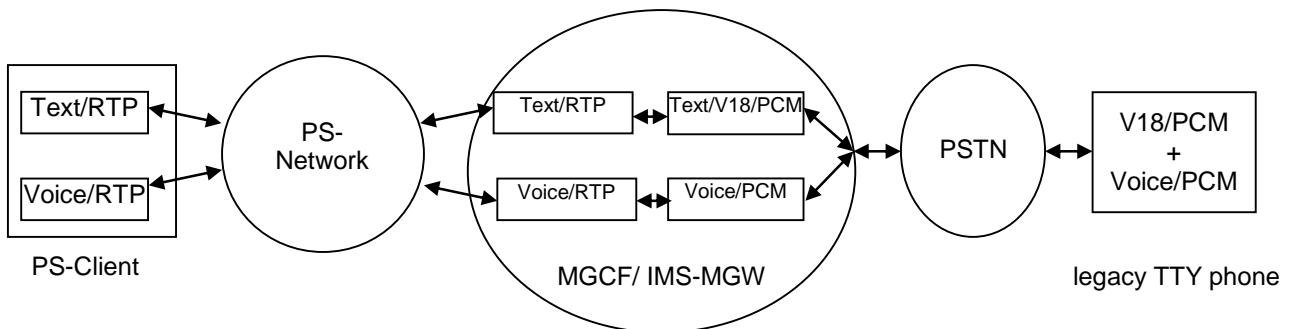 Text/RTP
Voice/RTP
PS-Client
PS-
Network
Text/RTP
Text/V18/PCM
Voice/RTP
Voice/PCM
MGCF/ IMS-MGW
PSTN
V18/PCM
+
Voice/PCM
legacy TTY phone